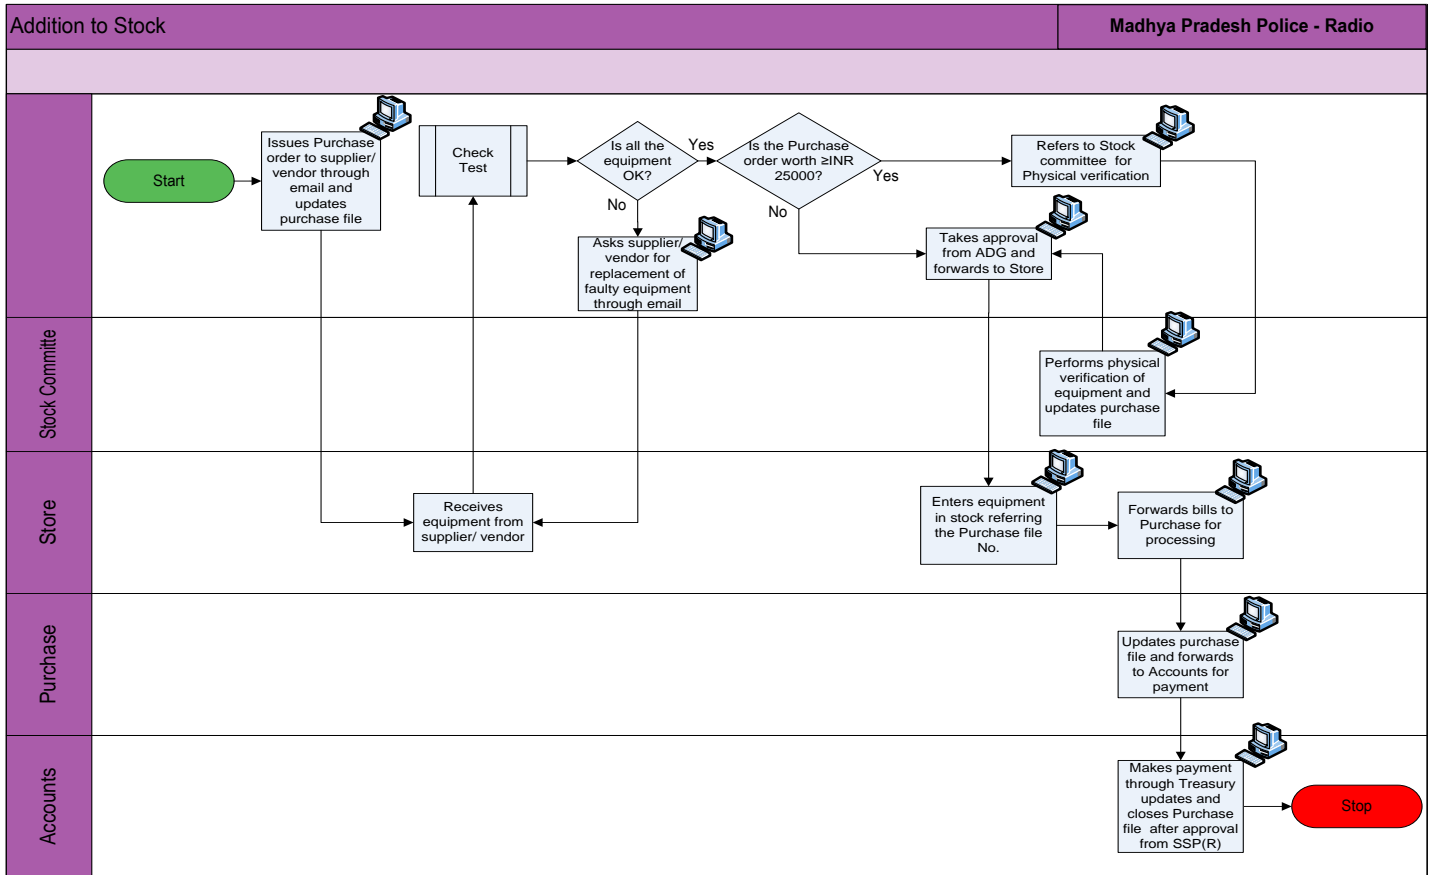 Addition to Stock
Madhya Pradesh Police - Radio
Start
Issues Purchase
order to supplier/
vendor through
email and
updates
purchase file
Check
Test
Is all the
equipment
OK?
Yes
No
Is the Purchase
order worth ≥INR
25000?
Yes
No
Refers to Stock
committee for
Physical verification
Asks supplier/
vendor for
replacement of
faulty equipment
through email
Takes approval
from ADG and
forwards to Store
Stock Committe
Performs physical
verification of
equipment and
updates purchase
file
Store
Receives
equipment from
supplier/ vendor
Enters equipment
in stock referring
the Purchase file
No.
Forwards bills to
Purchase for
processing
Purchase
Updates purchase
file and forwards
to Accounts for
payment
Accounts
Makes payment
through Treasury
updates and
closes Purchase
file after approval
from SSP(R)
Stop